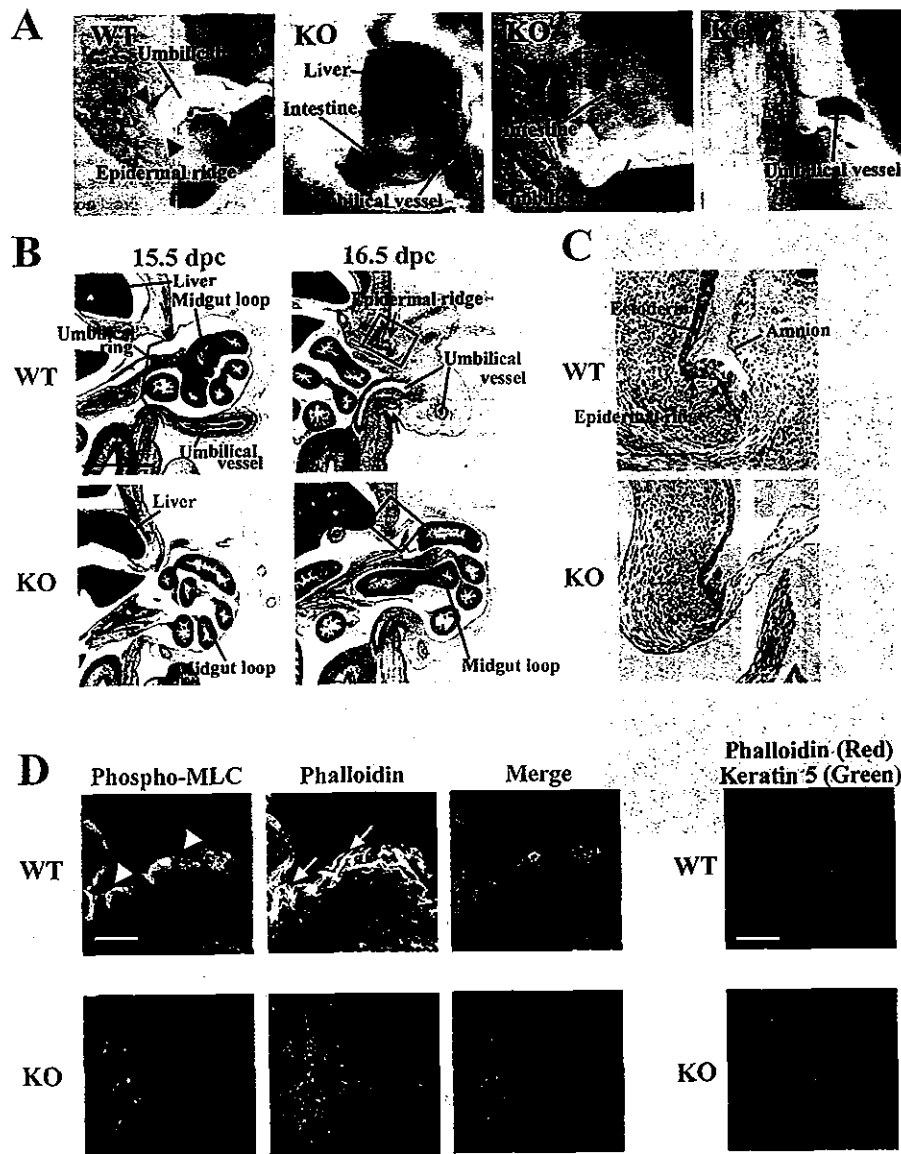 A
WT
Umbilical
Epidermal ridge
KO
Liver
Intestine
Umbilical vessel
KO
Intestine
KO
Umbilical vessel
B
15.5 dpc
16.5 dpc
WT
Liver
Midgut loop
Umbilical
ring
Umbilical
vessel
Epidermal ridge
Umbilical
vessel
KO
Liver
Midgut loop
Midgut loop
C
WT
Ectoderm
Amnion
Epidermal ridge
KO
D
Phospho-MLC
Phalloidin
Merge
Phalloidin (Red)
Keratin 5 (Green)
WT
WT
KO
KO